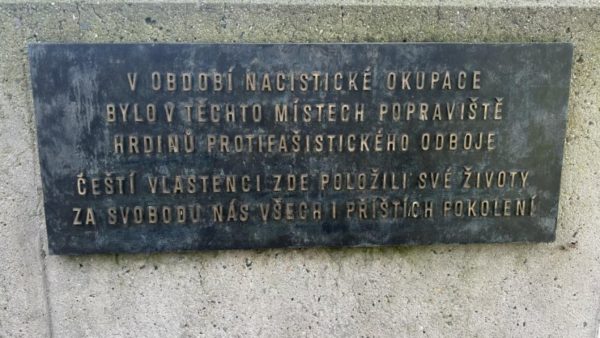 V OBDOBÍ NACISTICKÉ OKUPACE
BYLO V TĚCHTO MÍSTECH POPRAVIŠTĚ
HRDINŮ PROTIFAŠISTICKÉHO ODBOJE
ČEŠTÍ VLASTENCI ZDE POLOŽILI SVÉ ŽIVOTY
ZA SVOBODU NÁS VŠECH I PŘÍŠTÍCH POKOLENÍ